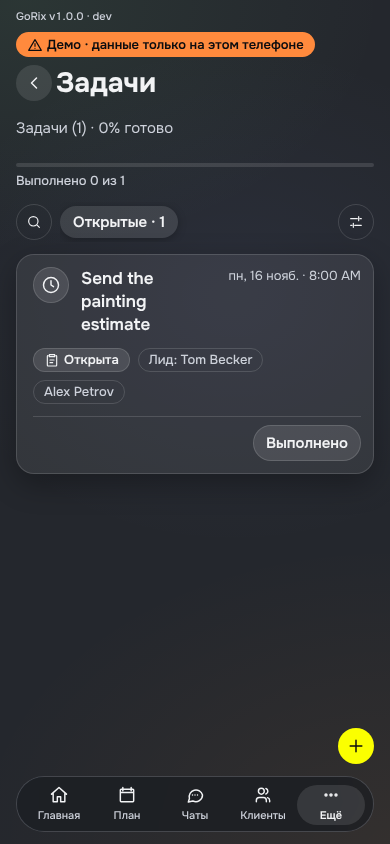 GoRix v1.0.0 · dev
Демо · данные только на этом телефоне
Задачи
Задачи (1) · 0% готово
Выполнено 0 из 1
Открытые · 1
Send the
painting
estimate
пн, 16 нояб. · 8:00 AM
Открыта
Лид: Tom Becker
Alex Petrov
Выполнено
Главная
План
Чаты
Клиенты
Ещё